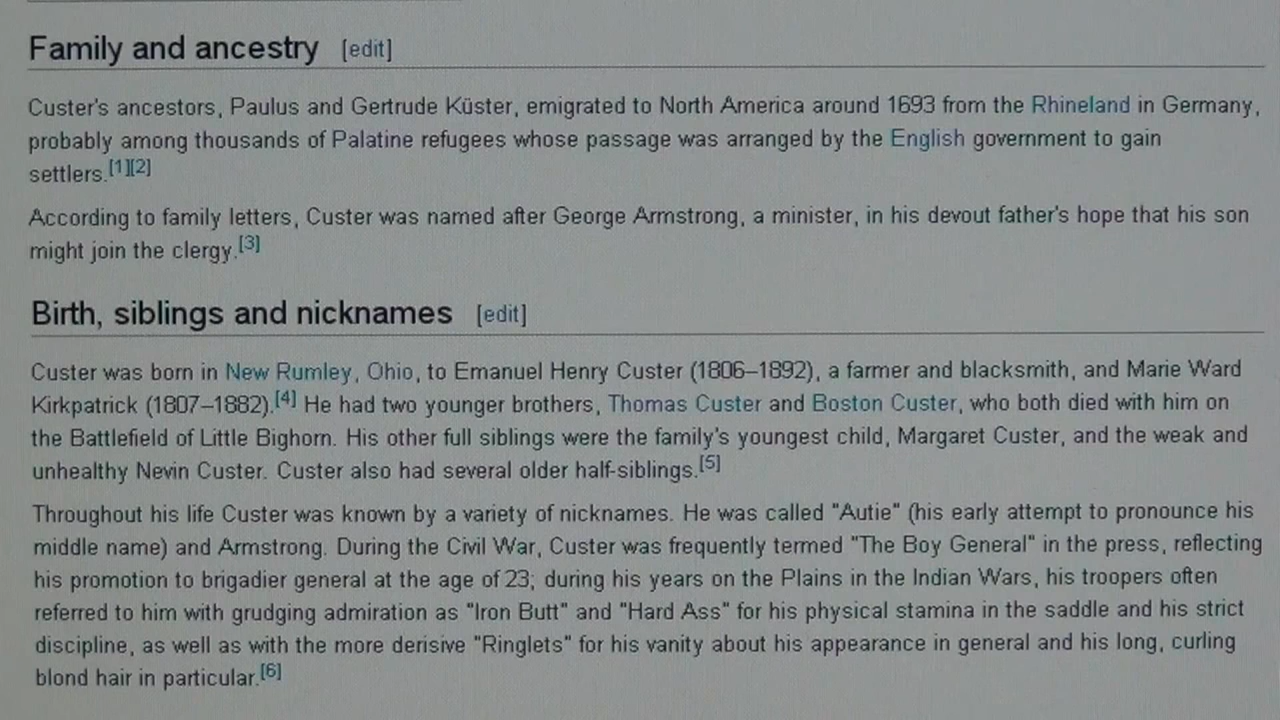 Family and ancestry [edit]
Custer's ancestors, Paulus and Gertrude Küster, emigrated to North America around 1693 from the Rhineland in Germany,
probably among thousands of Palatine refugees whose passage was arranged by the English government to gain
settlers.[1][2]
According to family letters, Custer was named after George Armstrong, a minister, in his devout father's hope that his son
might join the clergy.[3]
Birth, siblings and nicknames [edit]
Custer was born in New Rumley, Ohio, to Emanuel Henry Custer (1806–1892), a farmer and blacksmith, and Marie Ward
Kirkpatrick (1807–1882).[4] He had two younger brothers, Thomas Custer and Boston Custer, who both died with him on
the Battlefield of Little Bighorn. His other full siblings were the family's youngest child, Margaret Custer, and the weak and
unhealthy Nevin Custer. Custer also had several older half-siblings.[5]
Throughout his life Custer was known by a variety of nicknames. He was called "Autie" (his early attempt to pronounce his
middle name) and Armstrong. During the Civil War, Custer was frequently termed "The Boy General" in the press, reflecting
his promotion to brigadier general at the age of 23; during his years on the Plains in the Indian Wars, his troopers often
referred to him with grudging admiration as "Iron Butt" and "Hard Ass" for his physical stamina in the saddle and his strict
discipline, as well as with the more derisive "Ringlets" for his vanity about his appearance in general and his long, curling
blond hair in particular.[6]